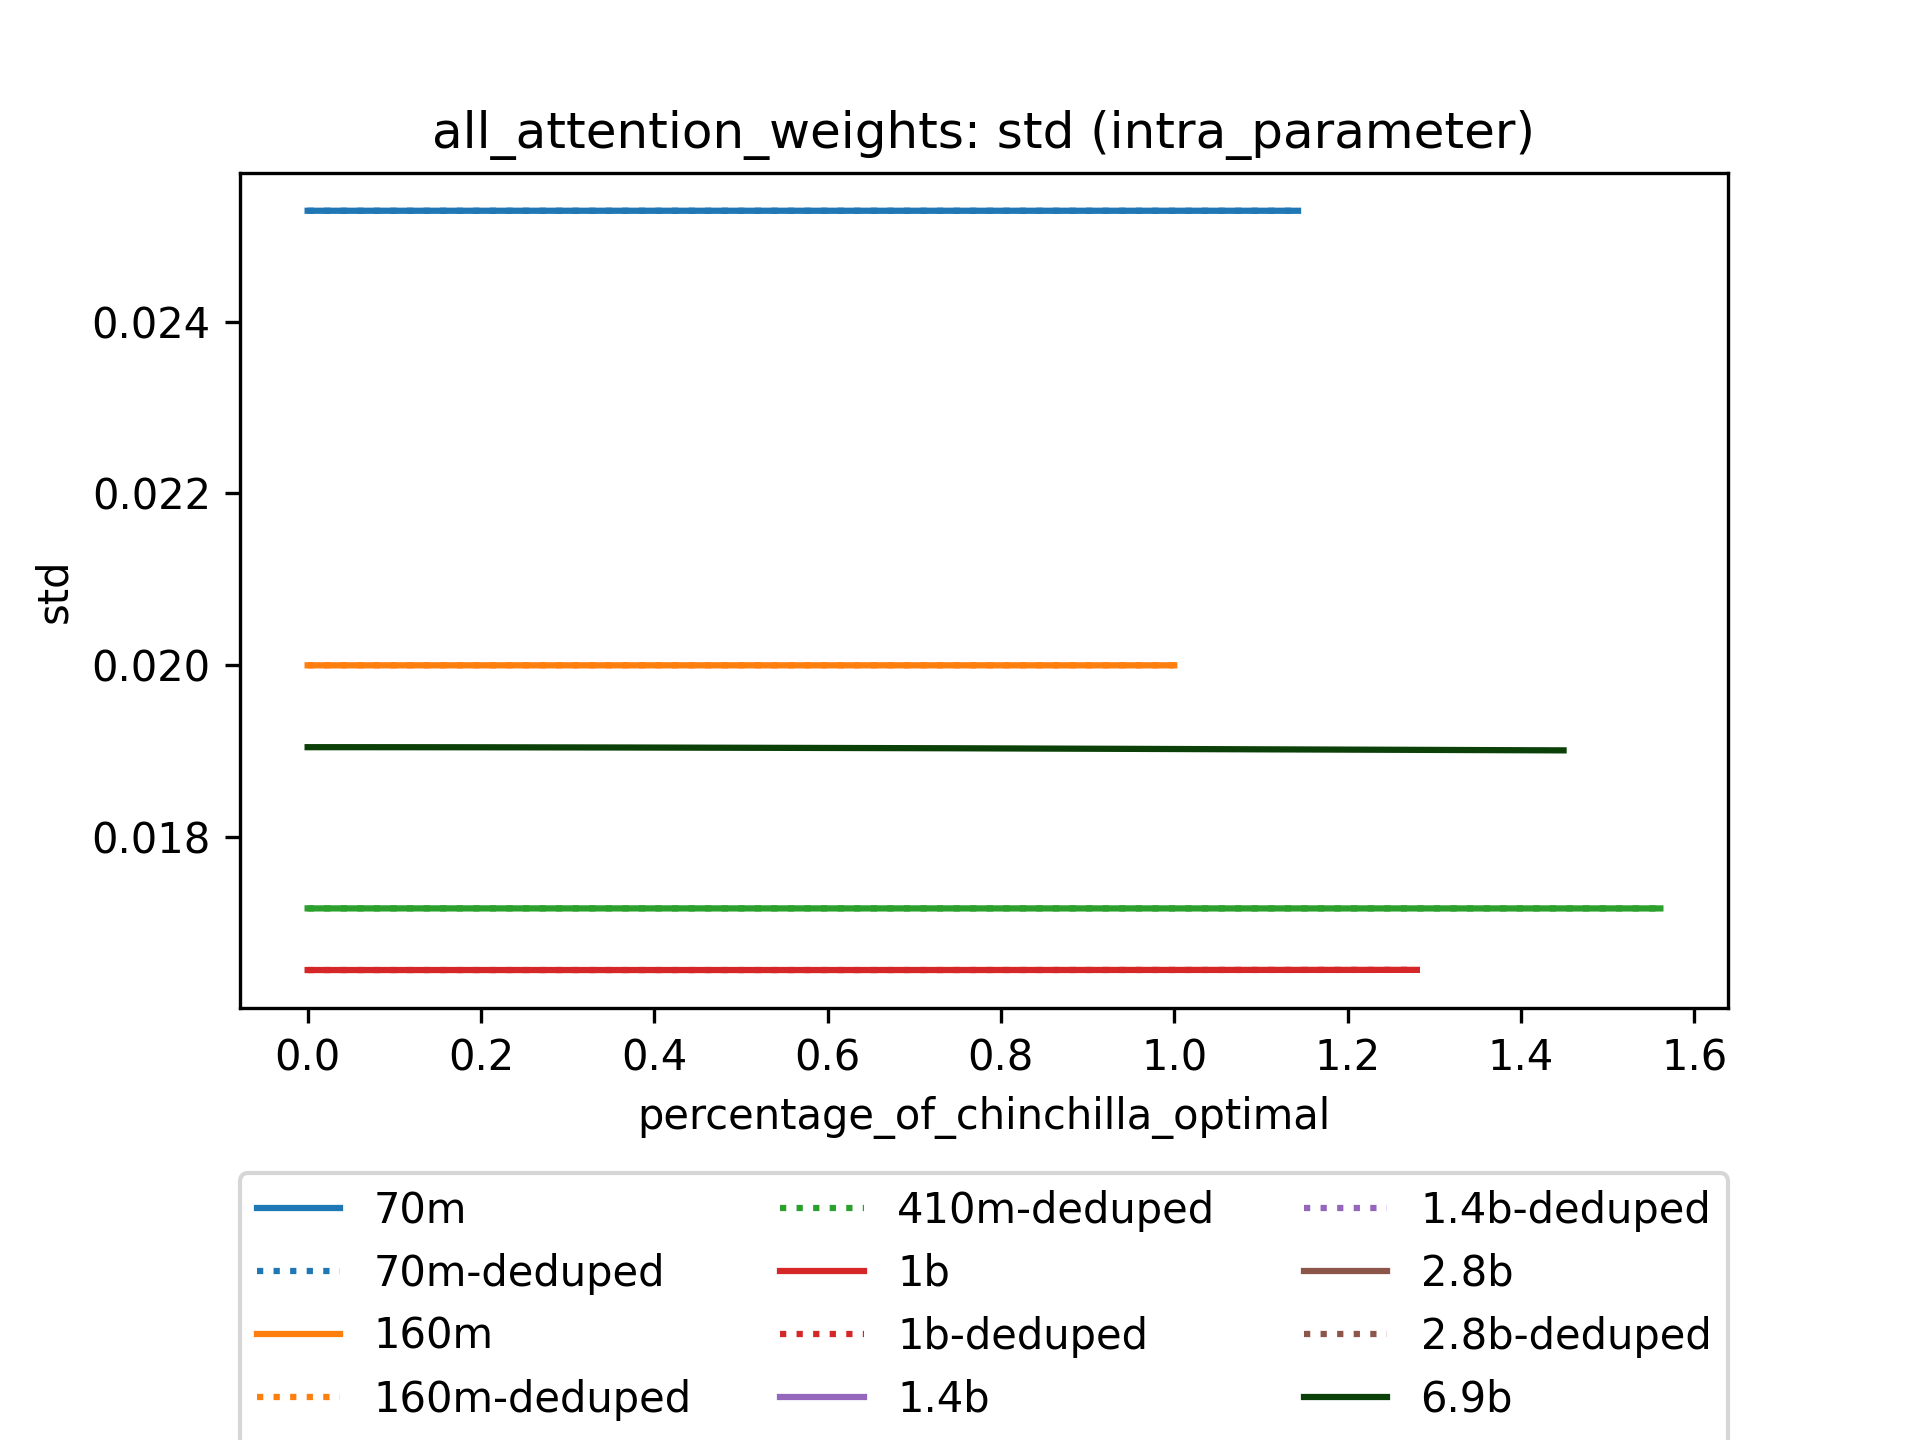 all_attention_weights: std (intra_parameter)
0.024
0.022
0.020
0.018
std
0.0 0.2 0.4 0.6 0.8 1.0 1.2 1.4 1.6
percentage_of_chinchilla_optimal
70m 410m-deduped 1.4b-deduped
70m-deduped 1b 2.8b
160m 1b-deduped 2.8b-deduped
160m-deduped 1.4b 6.9b